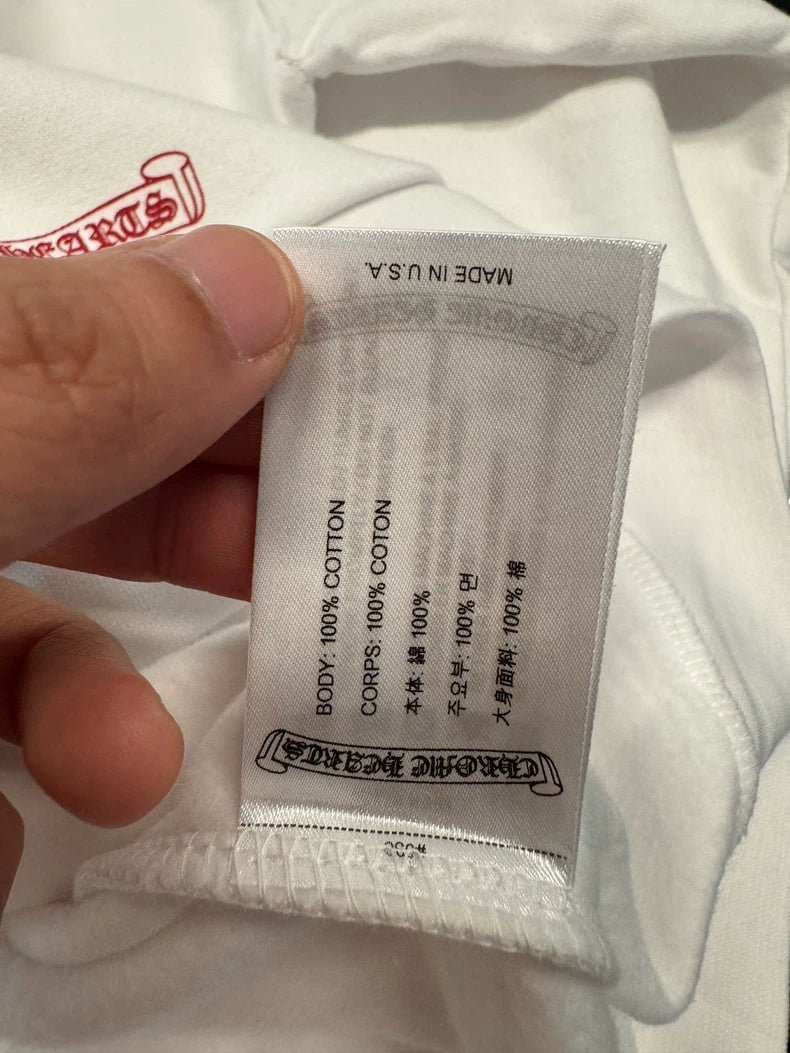 HEARTS
MADE IN U.S.A.
BODY: 100% COTTON
CORPS: 100% COTON
本体: 綿 100%
주요부: 100% 면
大身面料: 100% 棉
CHROME HEARTS